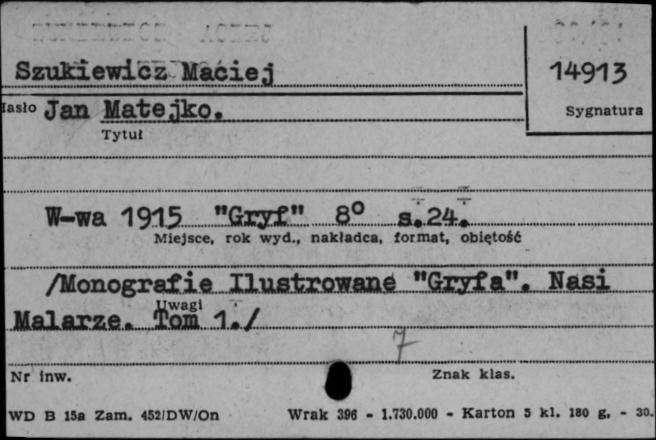 Szukiewicz Maciej
14913
Hasło Jan Matejko.
Sygnatura
Tytuł
W-wa 1915 "Gryf" 8° s.24.
Miejsce, rok wyd., nakładca, format, objętość
/Monografie Ilustrowane "Gryfa". Nasi
Uwagi
Malarze. Tom 1./
7
Nr inw.
Znak klas.
WD B 15a Zam. 452/DW/On Wrak 396 - 1.730.000 - Karton 5 kl. 180 g. - 30.